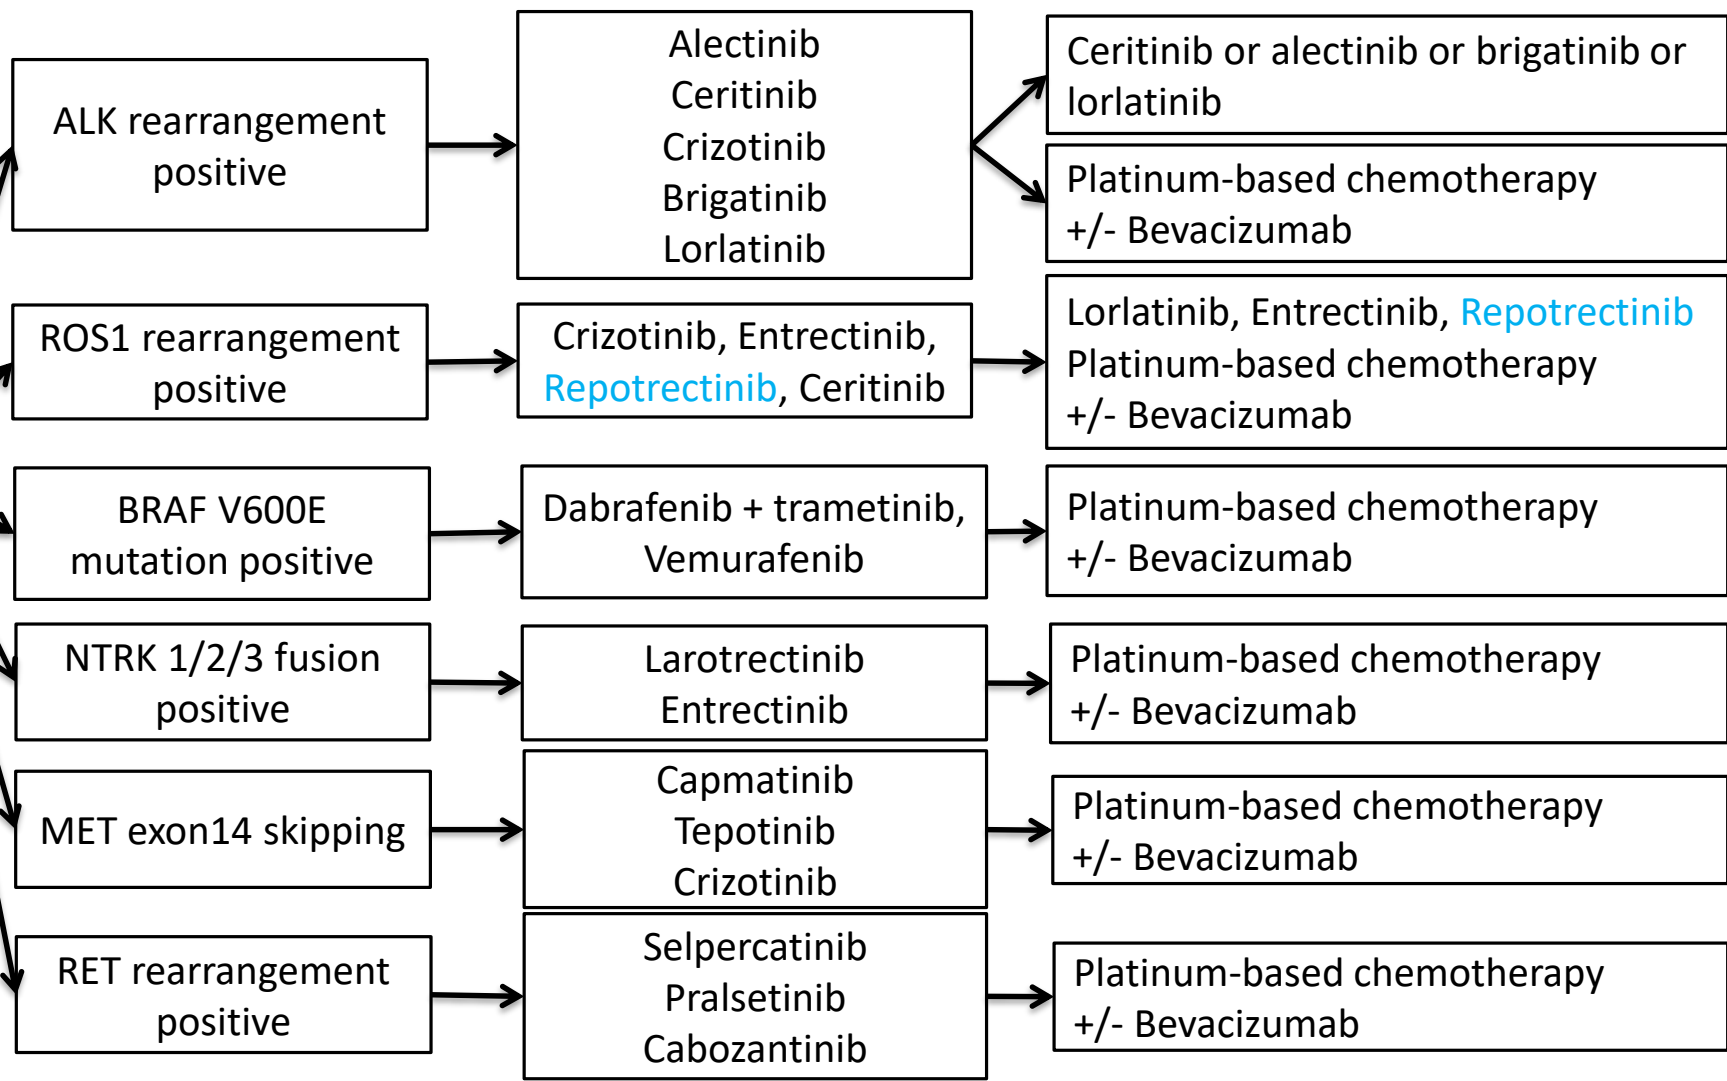 ALK rearrangement
positive
Alectinib
Ceritinib
Crizotinib
Brigatinib
Lorlatinib
Ceritinib or alectinib or brigatinib or
lorlatinib
Platinum-based chemotherapy
+/- Bevacizumab
ROS1 rearrangement
positive
Crizotinib, Entrectinib,
Repotrectinib, Ceritinib
Lorlatinib, Entrectinib, Repotrectinib
Platinum-based chemotherapy
+/- Bevacizumab
BRAF V600E
mutation positive
Dabrafenib + trametinib,
Vemurafenib
Platinum-based chemotherapy
+/- Bevacizumab
NTRK 1/2/3 fusion
positive
Larotrectinib
Entrectinib
Platinum-based chemotherapy
+/- Bevacizumab
MET exon14 skipping
Capmatinib
Tepotinib
Crizotinib
Platinum-based chemotherapy
+/- Bevacizumab
RET rearrangement
positive
Selpercatinib
Pralsetinib
Cabozantinib
Platinum-based chemotherapy
+/- Bevacizumab